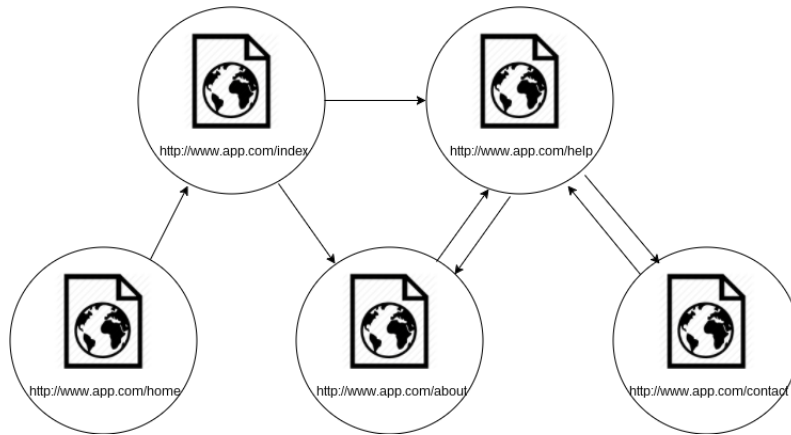 http://www.app.com/index
http://www.app.com/help
http://www.app.com/home
http://www.app.com/about
http://www.app.com/contact